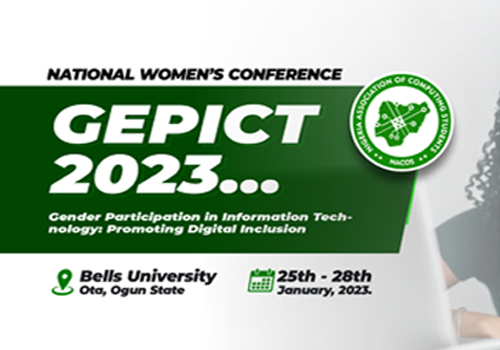 NATIONAL WOMEN'S CONFERENCE
GEPICT
2023...
Gender Participation in Information Tech-
nology: Promoting Digital Inclusion
NIGERIA ASSOCIATION OF COMPUTING STUDENTS
NACOS
Bells University
Ota, Ogun State
25th - 28th
January, 2023.